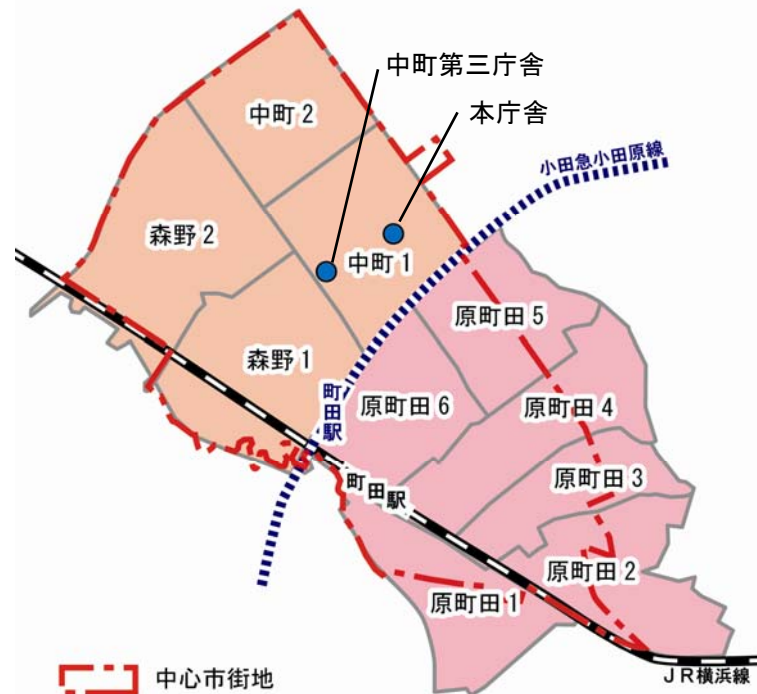 中町第三庁舎
本庁舎
中町2
小田急小田原線
森野2
中町1
原町田5
森野1
町田駅
原町田6
原町田4
町田駅
原町田3
原町田2
原町田1
中心市街地
JR横浜線